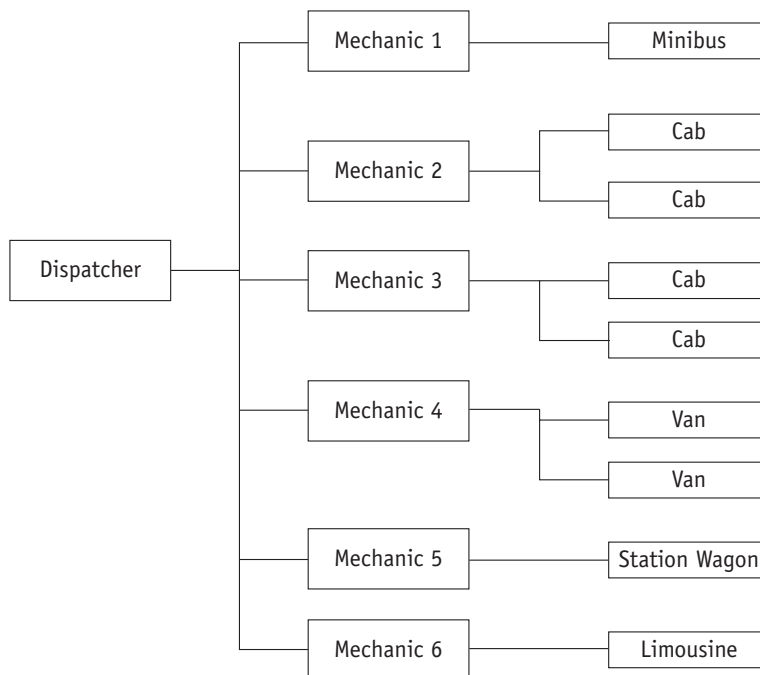 Mechanic 1
Minibus
Cab
Mechanic 2
Cab
Dispatcher
Mechanic 3
Cab
Cab
Mechanic 4
Van
Van
Mechanic 5
Station Wagon
Mechanic 6
Limousine